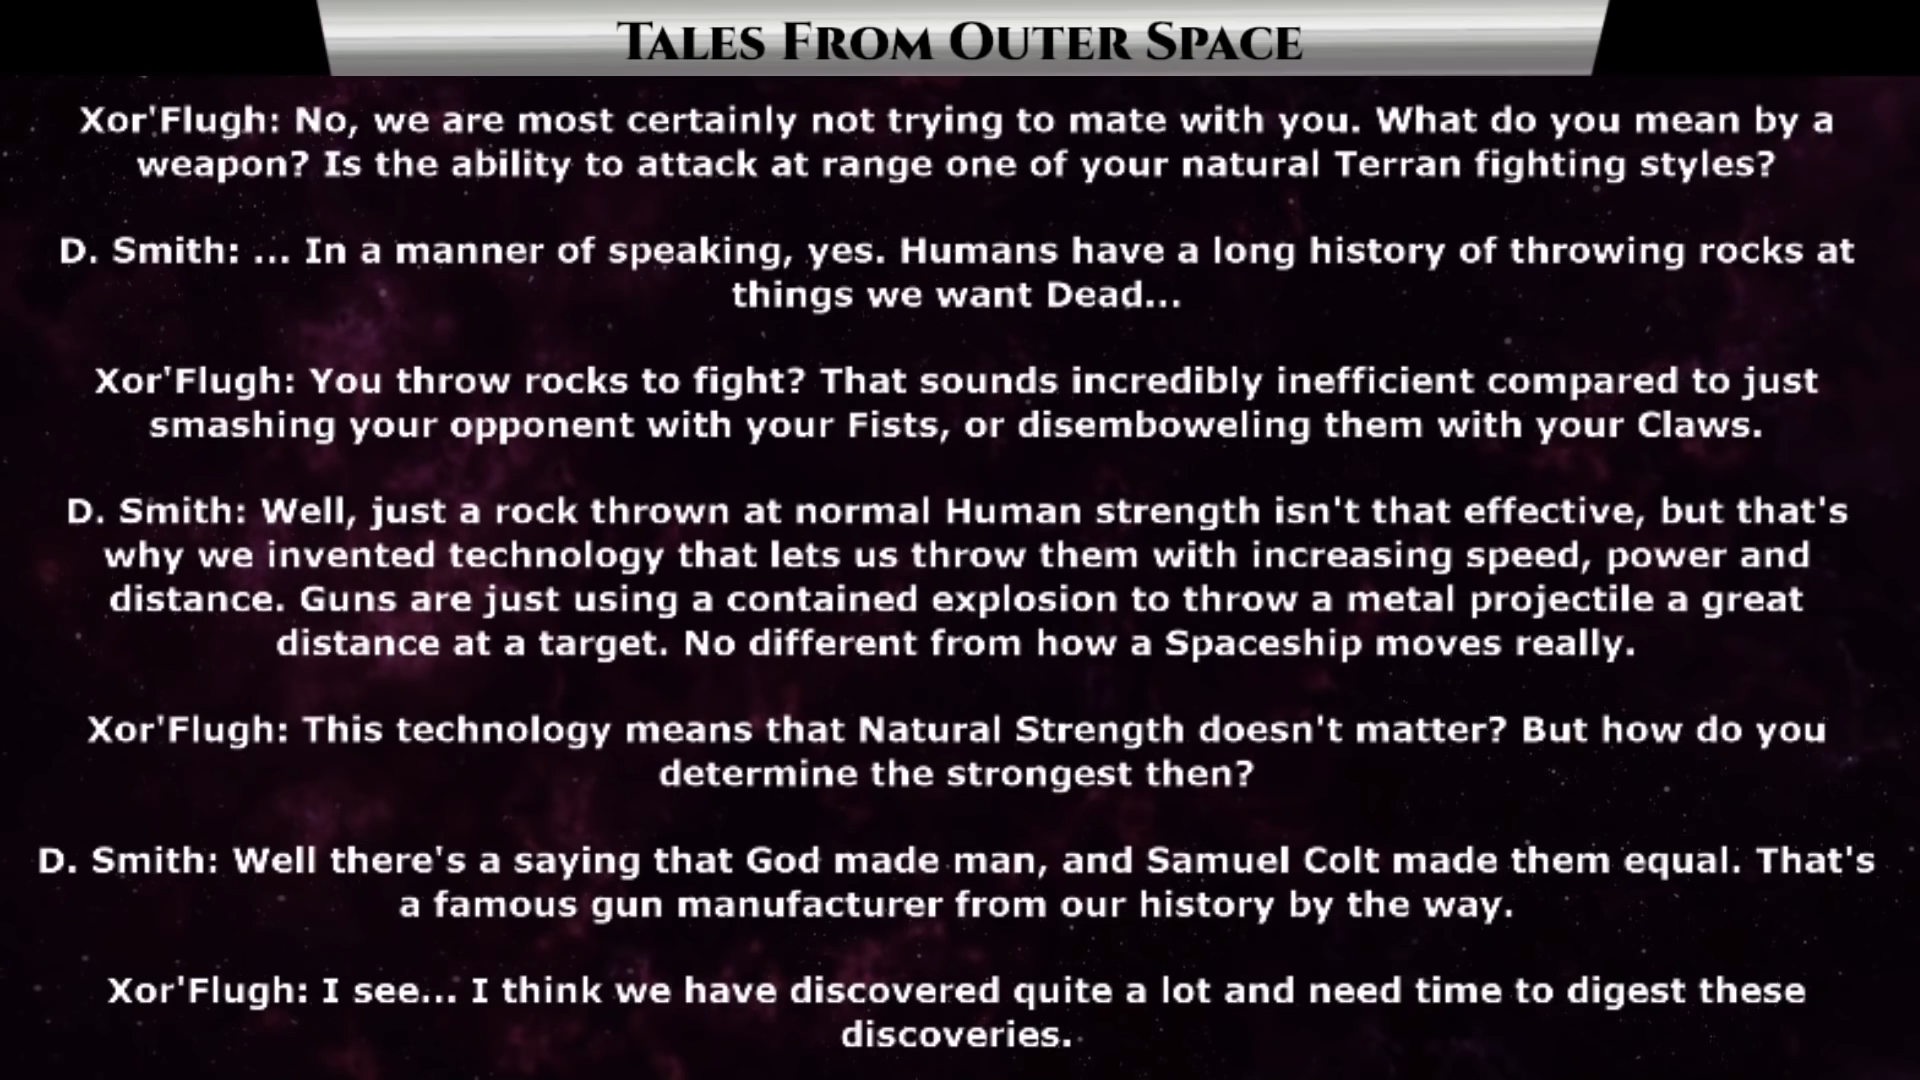 Tales From Outer Space
Xor'Flugh: No, we are most certainly not trying to mate with you. What do you mean by a
weapon? Is the ability to attack at range one of your natural Terran fighting styles?
D. Smith: ... In a manner of speaking, yes. Humans have a long history of throwing rocks at
things we want Dead...
Xor'Flugh: You throw rocks to fight? That sounds incredibly inefficient compared to just
smashing your opponent with your Fists, or disemboweling them with your Claws.
D. Smith: Well, just a rock thrown at normal Human strength isn't that effective, but that's
why we invented technology that lets us throw them with increasing speed, power and
distance. Guns are just using a contained explosion to throw a metal projectile a great
distance at a target. No different from how a Spaceship moves really.
Xor'Flugh: This technology means that Natural Strength doesn't matter? But how do you
determine the strongest then?
D. Smith: Well there's a saying that God made man, and Samuel Colt made them equal. That's
a famous gun manufacturer from our history by the way.
Xor'Flugh: I see... I think we have discovered quite a lot and need time to digest these
discoveries.